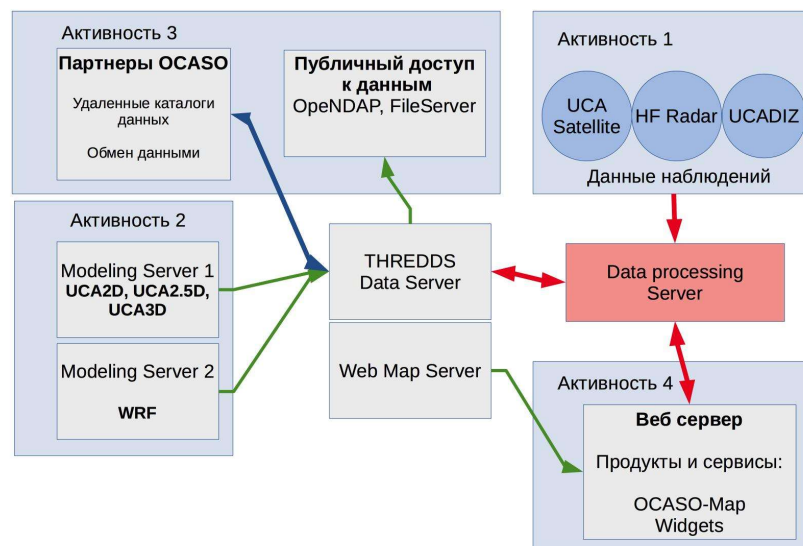 Активность 3
Партнеры OCASO
Удаленные каталоги
данных
Обмен данными
Публичный доступ
к данным
OpeNDAP, FileServer
Активность 1
UCA
Satellite
HF Radar
UCADIZ
Данные наблюдений
Активность 2
Modeling Server 1
UCA2D, UCA2.5D,
UCA3D
Modeling Server 2
WRF
THREDDS
Data Server
Web Map Server
Data processing
Server
Активность 4
Веб сервер
Продукты и сервисы:
OCASO-Map
Widgets